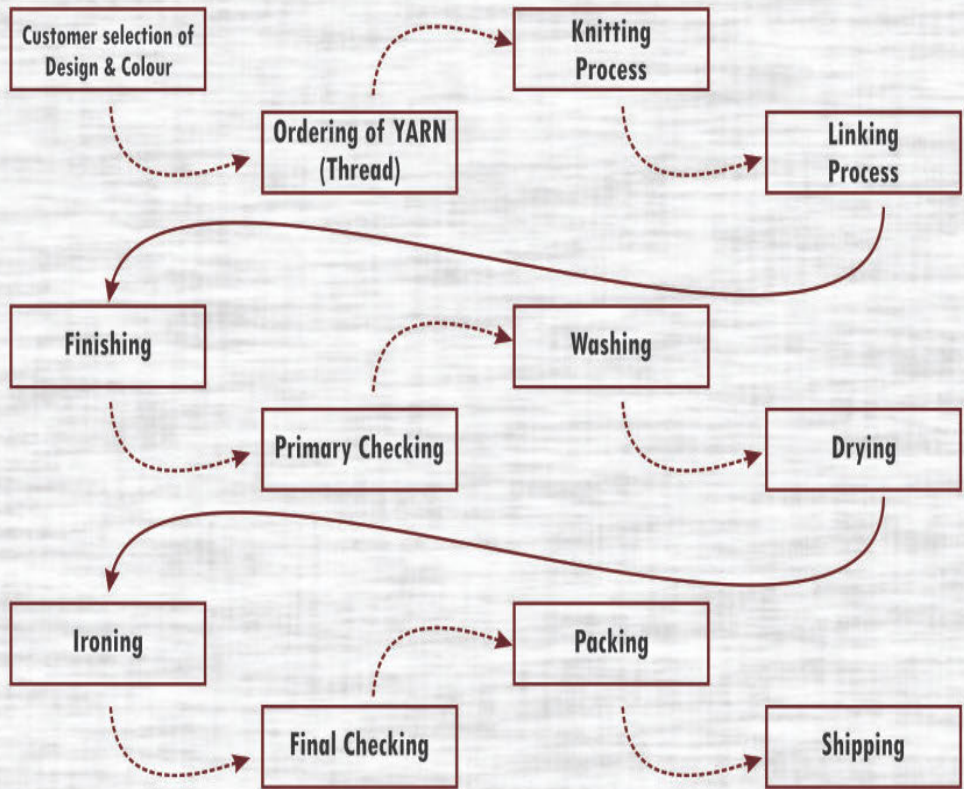 Customer selection of
Design & Colour
Ordering of YARN
(Thread)
Knitting
Process
Linking
Process
Finishing
Primary Checking
Washing
Drying
Ironing
Final Checking
Packing
Shipping